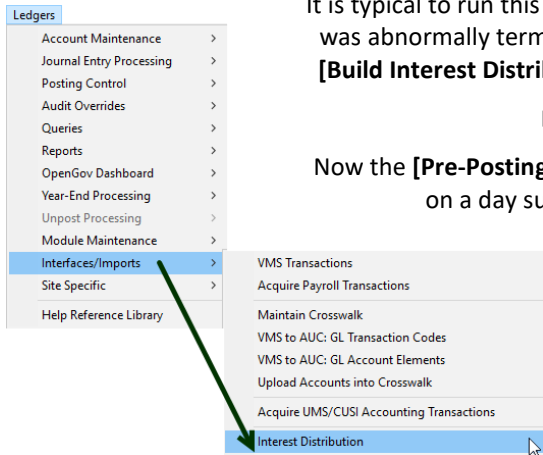 Ledgers
Account Maintenance
Journal Entry Processing
Posting Control
Audit Overrides
Queries
Reports
OpenGov Dashboard
Year-End Processing
Unpost Processing
Module Maintenance
Interfaces/Imports
Site Specific
Help Reference Library
It is typical to run this
was abnormally term
[Build Interest Distri
Now the [Pre-Posting
on a day su
VMS Transactions
Acquire Payroll Transactions
Maintain Crosswalk
VMS to AUC: GL Transaction Codes
VMS to AUC: GL Account Elements
Upload Accounts into Crosswalk
Acquire UMS/CUSI Accounting Transactions
Interest Distribution